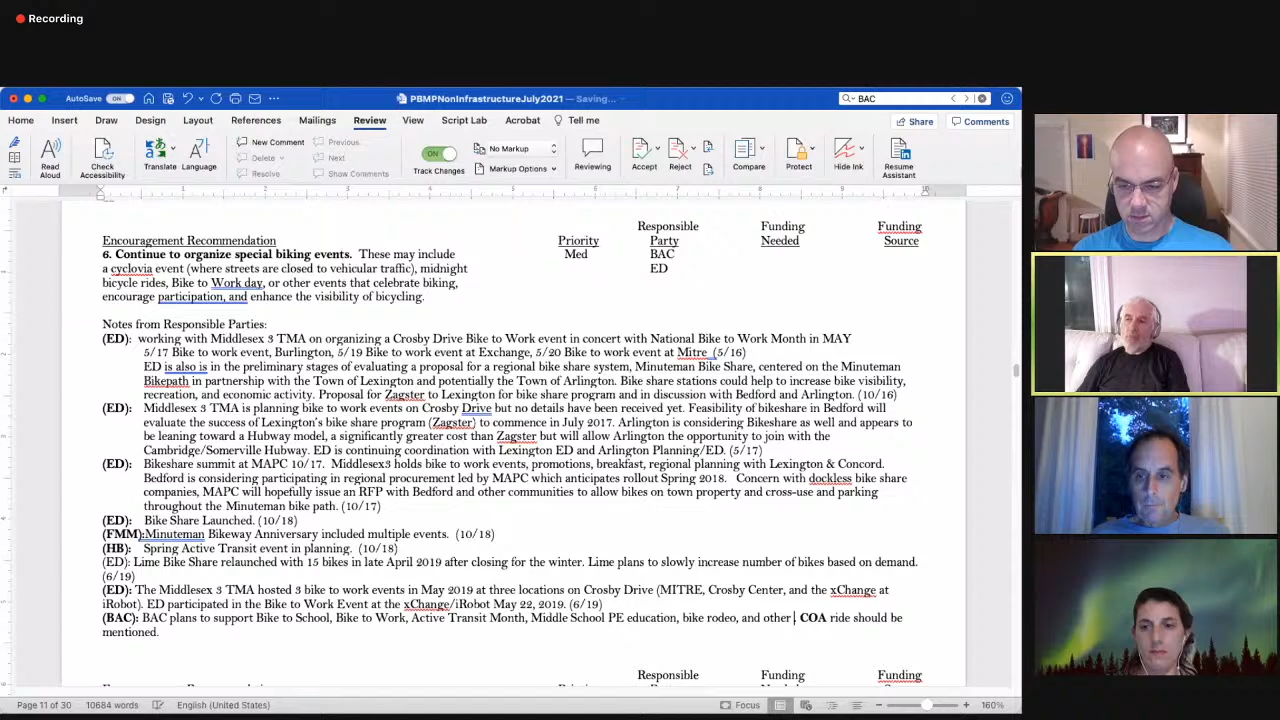 Recording
AutoSave ON
PBMPNonInfrastructureJuly2021 — Saving...
BAC
Home Insert Draw Design Layout References Mailings Review View Script Lab Acrobat Tell me
Share Comments
Read Aloud
Check Accessibility
Translate Language
New Comment
Delete
Resolve
Previous
Next
Show Comments
ON
Track Changes
No Markup
Markup Options
Reviewing
Accept Reject
Compare
Protect
Hide Ink
Resume Assistant
1 2 3 4 5 6 7 8 9 10
Responsible Funding Funding
Encouragement Recommendation Priority Party Needed Source
6. Continue to organize special biking events. These may include Med BAC
a cyclovia event (where streets are closed to vehicular traffic), midnight ED
bicycle rides, Bike to Work day, or other events that celebrate biking,
encourage participation, and enhance the visibility of bicycling.
Notes from Responsible Parties:
(ED): working with Middlesex 3 TMA on organizing a Crosby Drive Bike to Work event in concert with National Bike to Work Month in MAY
5/17 Bike to work event, Burlington, 5/19 Bike to work event at Exchange, 5/20 Bike to work event at Mitre (5/16)
ED is also is in the preliminary stages of evaluating a proposal for a regional bike share system, Minuteman Bike Share, centered on the Minuteman
Bikepath in partnership with the Town of Lexington and potentially the Town of Arlington. Bike share stations could help to increase bike visibility,
recreation, and economic activity. Proposal for Zagster to Lexington for bike share program and in discussion with Bedford and Arlington. (10/16)
(ED): Middlesex 3 TMA is planning bike to work events on Crosby Drive but no details have been received yet. Feasibility of bikeshare in Bedford will
evaluate the success of Lexington's bike share program (Zagster) to commence in July 2017. Arlington is considering Bikeshare as well and appears to
be leaning toward a Hubway model, a significantly greater cost than Zagster but will allow Arlington the opportunity to join with the
Cambridge/Somerville Hubway. ED is continuing coordination with Lexington ED and Arlington Planning/ED. (5/17)
(ED): Bikeshare summit at MAPC 10/17. Middlesex3 holds bike to work events, promotions, breakfast, regional planning with Lexington & Concord.
Bedford is considering participating in regional procurement led by MAPC which anticipates rollout Spring 2018. Concern with dockless bike share
companies, MAPC will hopefully issue an RFP with Bedford and other communities to allow bikes on town property and cross-use and parking
throughout the Minuteman bike path. (10/17)
(ED): Bike Share Launched. (10/18)
(FMM):Minuteman Bikeway Anniversary included multiple events. (10/18)
(HB): Spring Active Transit event in planning. (10/18)
(ED): Lime Bike Share relaunched with 15 bikes in late April 2019 after closing for the winter. Lime plans to slowly increase number of bikes based on demand.
(6/19)
(ED): The Middlesex 3 TMA hosted 3 bike to work events in May 2019 at three locations on Crosby Drive (MITRE, Crosby Center, and the xChange at
iRobot). ED participated in the Bike to Work Event at the xChange/iRobot May 22, 2019. (6/19)
(BAC): BAC plans to support Bike to School, Bike to Work, Active Transit Month, Middle School PE education, bike rodeo, and other . COA ride should be
mentioned.
Responsible Funding Funding
Page 11 of 30 10684 words English (United States) Focus 160%